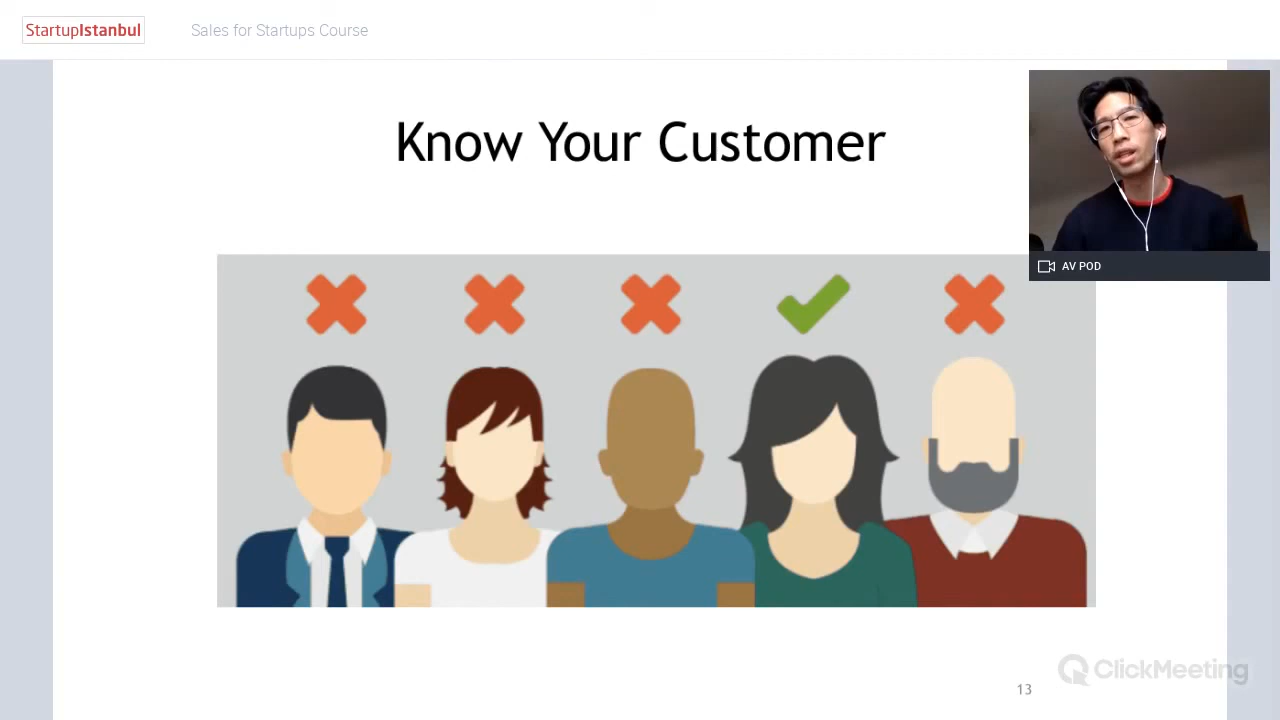 StartupIstanbul
Sales for Startups Course
Know Your Customer
AV POD
ClickMeeting
13